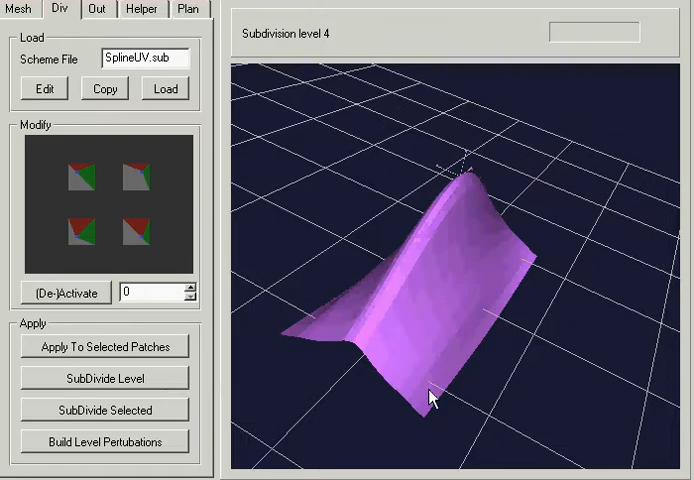 Mesh Div Out Helper Plan
Load
Scheme File SplineUV.sub
Edit Copy Load
Modify
(De-)Activate 0
Apply
Apply To Selected Patches
SubDivide Level
SubDivide Selected
Build Level Pertubations
Subdivision level 4